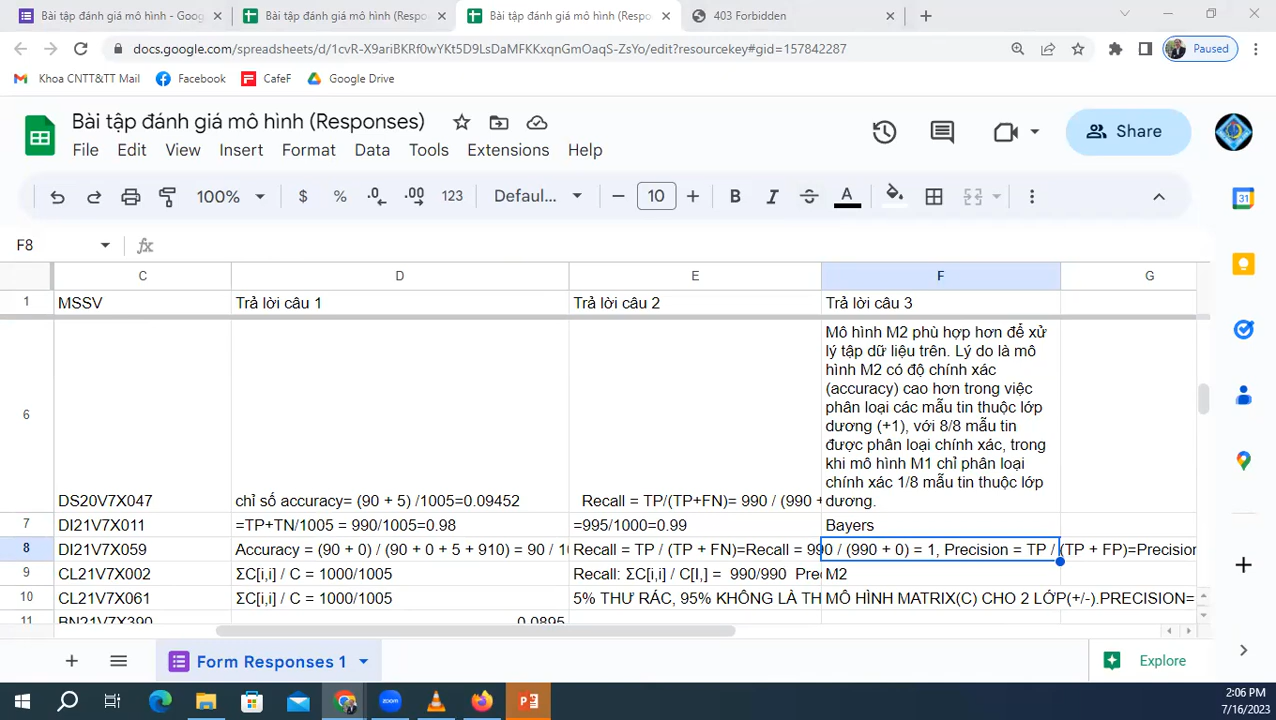 Bài tập đánh giá mô hình - Goog
Bài tập đánh giá mô hình (Respo
Bài tập đánh giá mô hình (Respo
403 Forbidden
docs.google.com/spreadsheets/d/1cvR-X9ariBKRf0wYKt5D9LsDaMFKKxqnGmOaqS-ZsYo/edit?resourcekey#gid=157842287
Paused
Khoa CNTT&TT Mail
Facebook
CafeF
Google Drive
Bài tập đánh giá mô hình (Responses)
File Edit View Insert Format Data Tools Extensions Help
Share
100% $ % .0 .00 123 Defaul... 10 B I A
F8
fx
C D E F G
1 MSSV Trả lời câu 1 Trả lời câu 2 Trả lời câu 3
Mô hình M2 phù hợp hơn để xử
lý tập dữ liệu trên. Lý do là mô
hình M2 có độ chính xác
(accuracy) cao hơn trong việc
phân loại các mẫu tin thuộc lớp
dương (+1), với 8/8 mẫu tin
được phân loại chính xác, trong
khi mô hình M1 chỉ phân loại
chính xác 1/8 mẫu tin thuộc lớp
dương.
6 DS20V7X047 chỉ số accuracy= (90 + 5) /1005=0.09452 Recall = TP/(TP+FN)= 990 / (990 +
7 DI21V7X011 =TP+TN/1005 = 990/1005=0.98 =995/1000=0.99 Bayers
8 DI21V7X059 Accuracy = (90 + 0) / (90 + 0 + 5 + 910) = 90 / 10 Recall = TP / (TP + FN)=Recall = 990 / (990 + 0) = 1, Precision = TP / (TP + FP)=Precision
9 CL21V7X002 ΣC[i,i] / C = 1000/1005 Recall: ΣC[i,i] / C[I,] = 990/990 Prec M2
10 CL21V7X061 ΣC[i,i] / C = 1000/1005 5% THƯ RÁC, 95% KHÔNG LÀ TH MÔ HÌNH MATRIX(C) CHO 2 LỚP(+/-).PRECISION=
11 BN21V7X390 0.0895
Form Responses 1
Explore
31
zoom
2:06 PM
7/16/2023